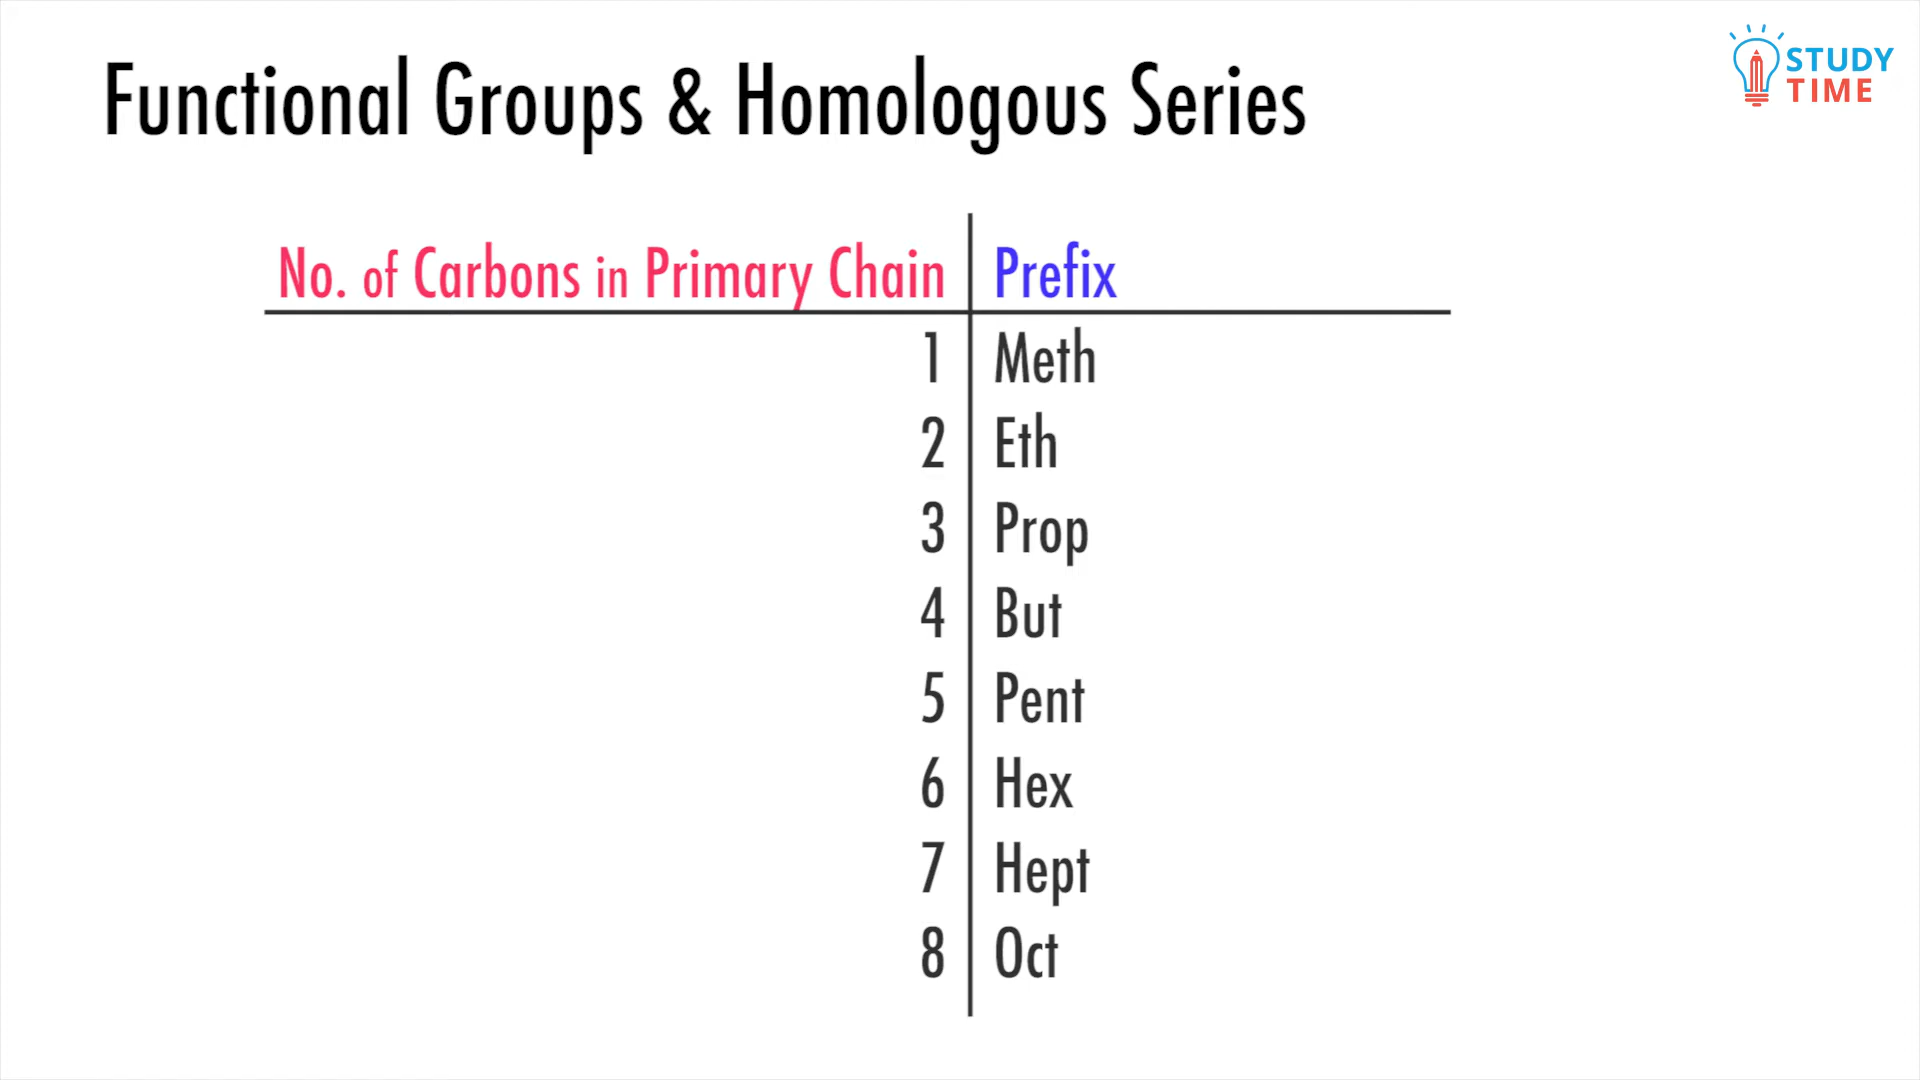 Functional Groups & Homologous Series
STUDY
TIME
No. of Carbons in Primary Chain Prefix
1 Meth
2 Eth
3 Prop
4 But
5 Pent
6 Hex
7 Hept
8 Oct